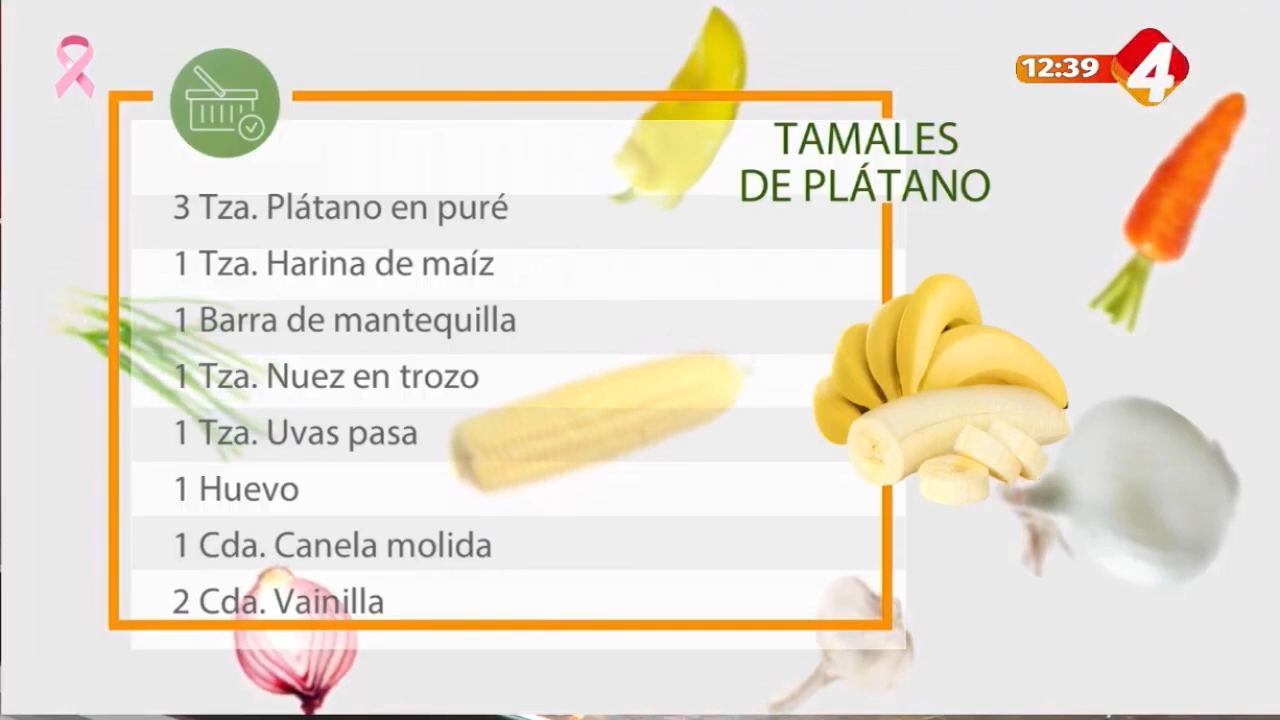 12:39
4
TAMALES
DE PLÁTANO
3 Tza. Plátano en puré
1 Tza. Harina de maíz
1 Barra de mantequilla
1 Tza. Nuez en trozo
1 Tza. Uvas pasa
1 Huevo
1 Cda. Canela molida
2 Cda. Vainilla